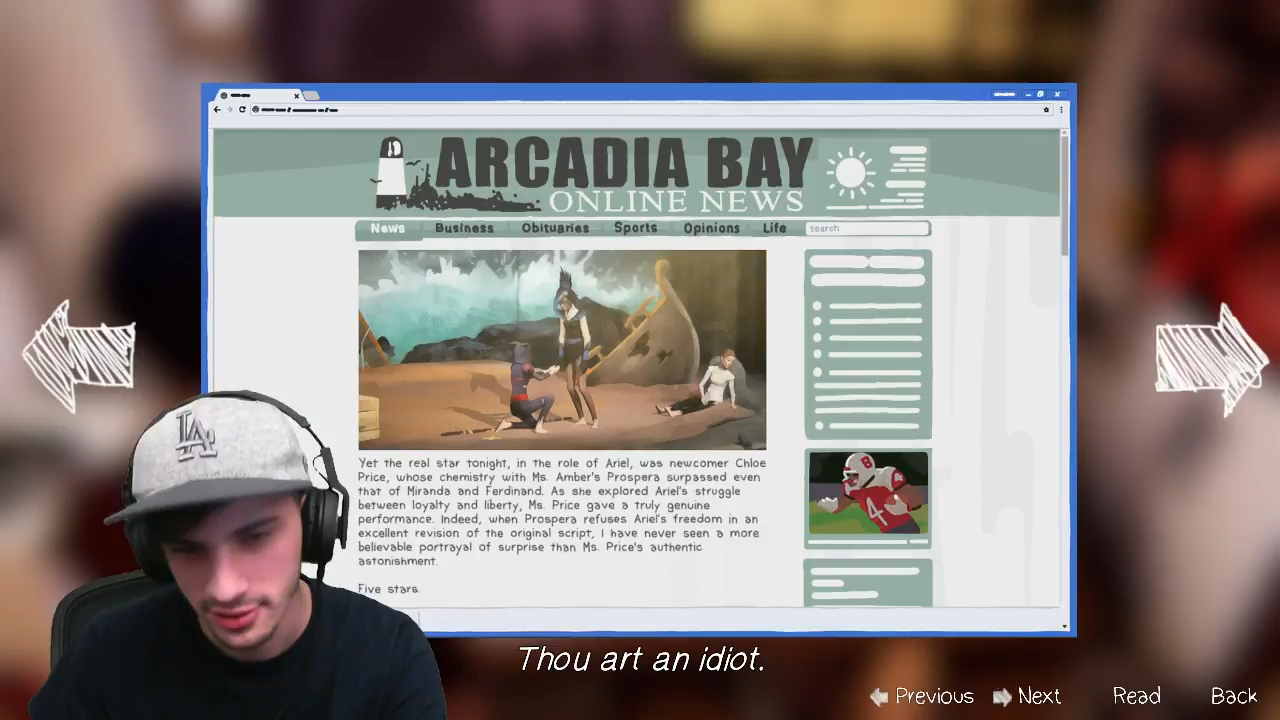 ARCADIA BAY
ONLINE NEWS
News Business Obituaries Sports Opinions Life search
Yet the real star tonight, in the role of Ariel, was newcomer Chloe
Price, whose chemistry with Ms. Amber's Prospera surpassed even
that of Miranda and Ferdinand. As she explored Ariel's struggle
between loyalty and liberty, Ms. Price gave a truly genuine
performance. Indeed, when Prospera refuses Ariel's freedom in an
excellent revision of the original script, I have never seen a more
believable portrayal of surprise than Ms. Price's authentic
astonishment.
Five stars.
B
4
LA
Thou art an idiot.
Previous Next Read Back